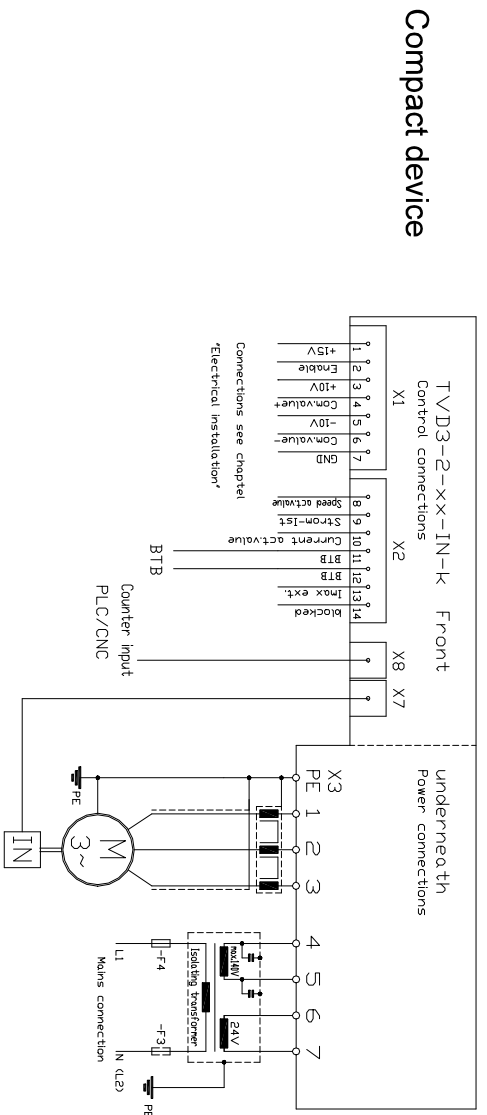 Compact device
TVD3-2-xx-IN-k Front
Control connections
underneath
Power connections
X1
X2
X8
X7
1
+15V
2
Enable
3
+10V
4
Com.value+
5
-10V
6
Com.value-
7
GND
8
Speed act.value
9
Strom-Ist
10
Current act.value
11
BTB
12
BTB
13
Imax ext.
14
blocked
Connections see chaptel
"Electrical installation"
BTB
Counter input
PLC/CNC
X3
PE
1
2
3
4
5
6
7
PE
M
3~
IN
max.140V
24V
Isolating transformer
-F4
-F3
L1
N (L2)
Mains connection
PE